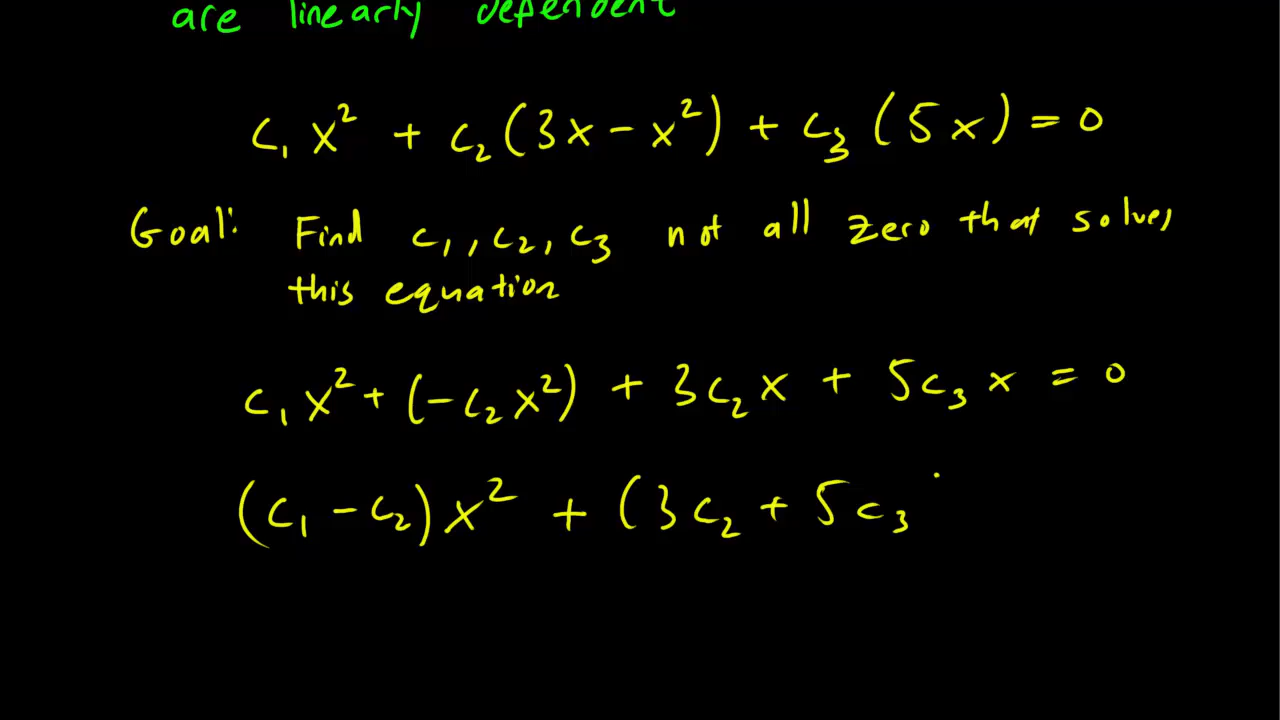 are linearly dependent
c₁x² + c₂(3x − x²) + c₃(5x) = 0
Goal: Find c₁, c₂, c₃ not all zero that solves
this equation
c₁x² + (−c₂x²) + 3c₂x + 5c₃x = 0
(c₁ − c₂)x² + (3c₂ + 5c₃